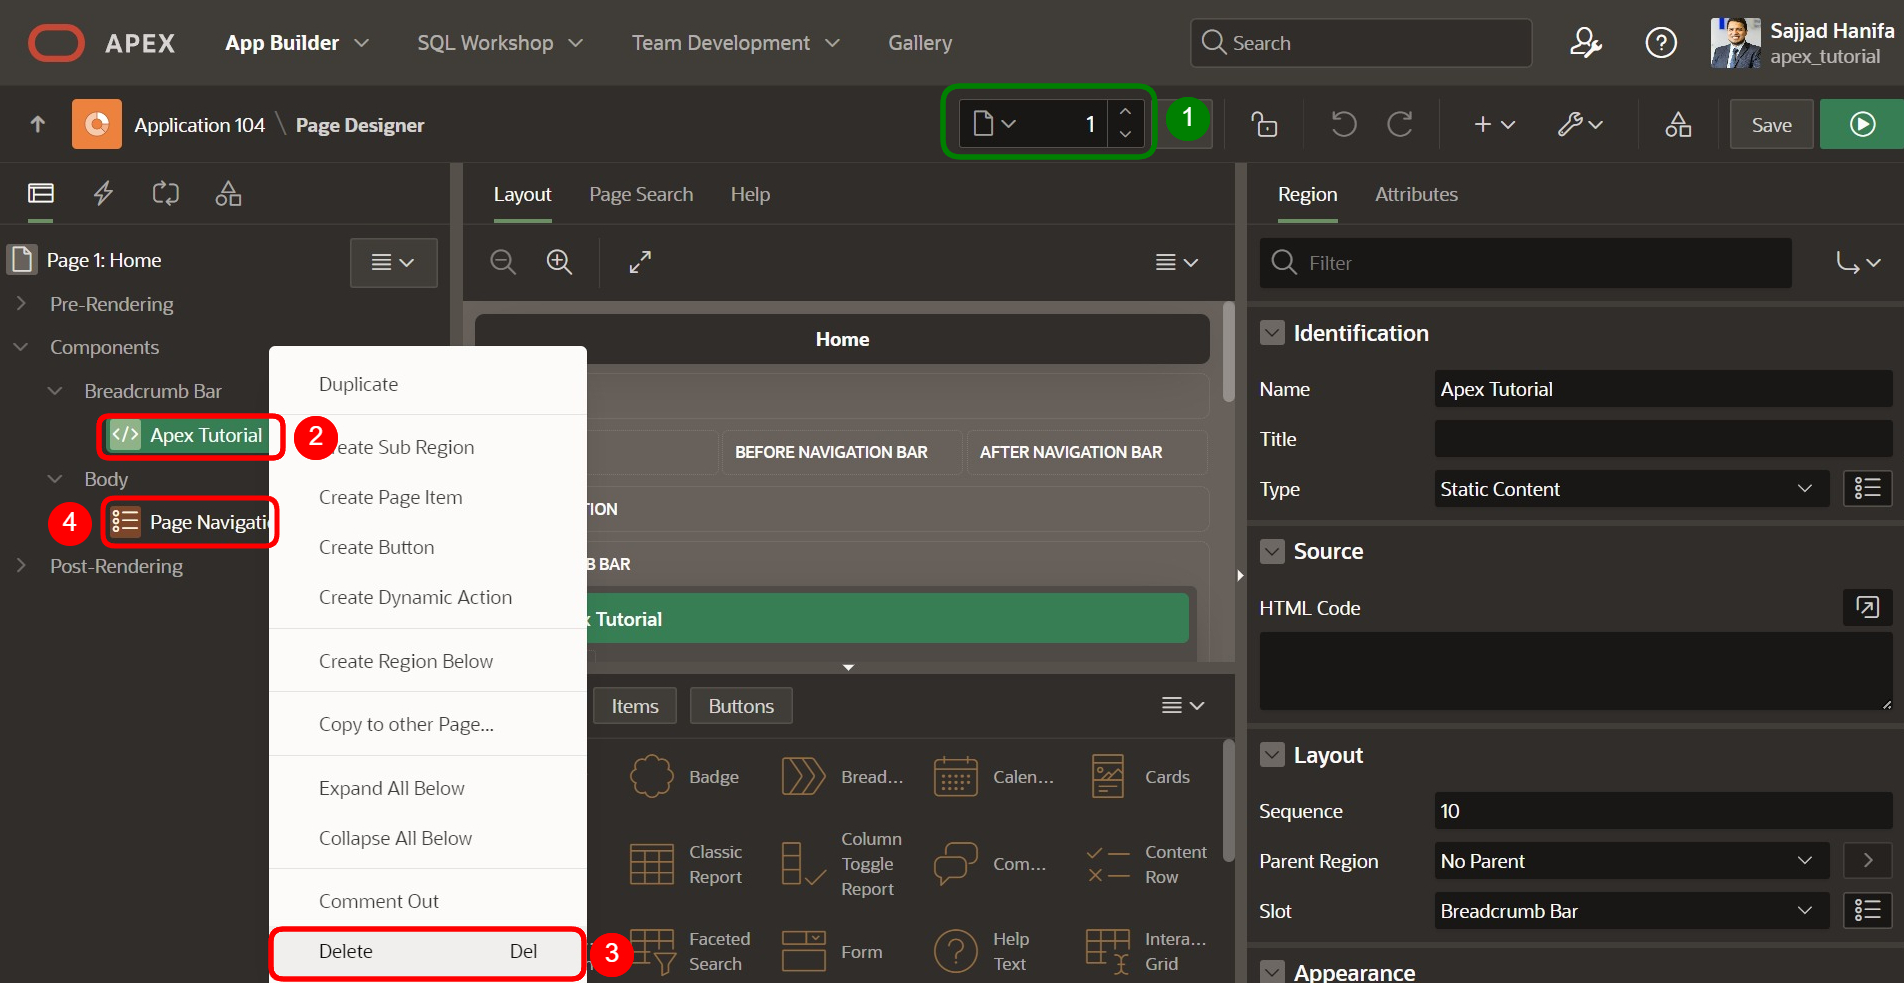 APEX
App Builder
SQL Workshop
Team Development
Gallery
Search
Sajjad Hanifa
apex_tutorial
Application 104 \ Page Designer
1
1
Save
Layout
Page Search
Help
Region
Attributes
Page 1: Home
Filter
Pre-Rendering
Components
Breadcrumb Bar
Apex Tutorial
2
Body
4
Page Navigati
Post-Rendering
Duplicate
reate Sub Region
Create Page Item
Create Button
Create Dynamic Action
Create Region Below
Copy to other Page...
Expand All Below
Collapse All Below
Comment Out
Delete Del
3
Home
BEFORE NAVIGATION BAR
AFTER NAVIGATION BAR
TION
B BAR
Tutorial
Items
Buttons
Badge
Bread...
Calen...
Cards
Classic
Report
Column
Toggle
Report
Com...
Content
Row
Faceted
Search
Form
Help
Text
Intera...
Grid
Identification
Name
Apex Tutorial
Title
Type
Static Content
Source
HTML Code
Layout
Sequence
10
Parent Region
No Parent
Slot
Breadcrumb Bar
Appearance